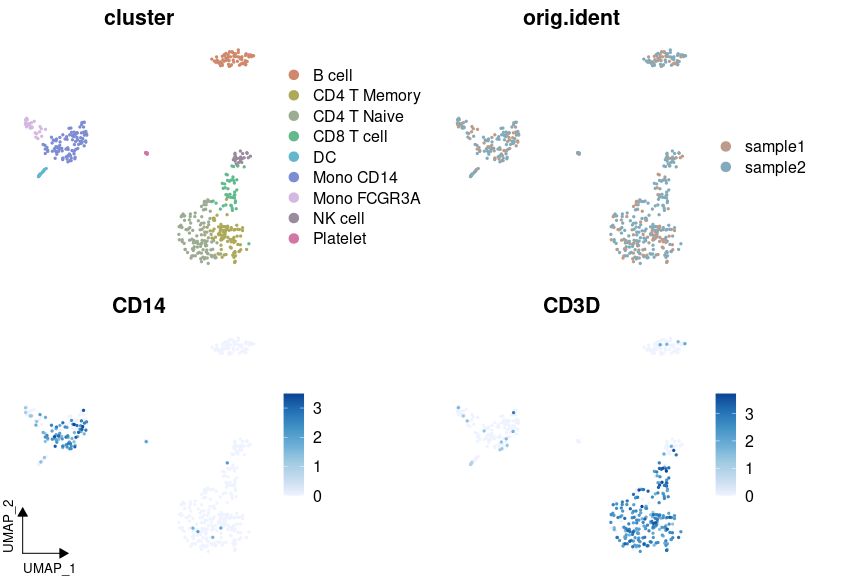 cluster
B cell
CD4 T Memory
CD4 T Naive
CD8 T cell
DC
Mono CD14
Mono FCGR3A
NK cell
Platelet
orig.ident
sample1
sample2
CD14
3
2
1
0
UMAP_2
UMAP_1
CD3D
3
2
1
0